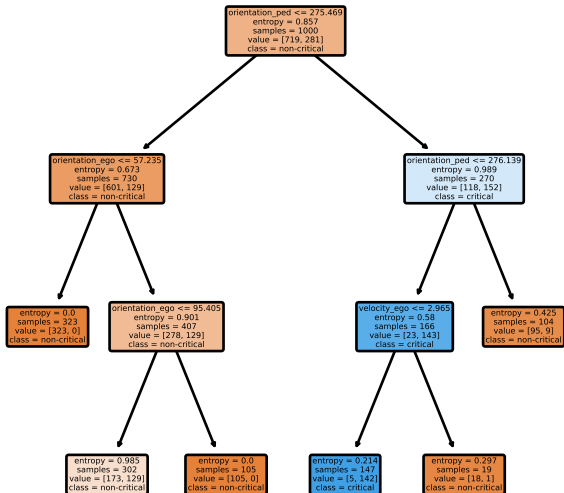 orientation_ped <= 275.469
entropy = 0.857
samples = 1000
value = [719, 281]
class = non-critical
orientation_ego <= 57.235
entropy = 0.673
samples = 730
value = [601, 129]
class = non-critical
orientation_ped <= 276.139
entropy = 0.989
samples = 270
value = [118, 152]
class = critical
entropy = 0.0
samples = 323
value = [323, 0]
class = non-critical
orientation_ego <= 95.405
entropy = 0.901
samples = 407
value = [278, 129]
class = non-critical
velocity_ego <= 2.965
entropy = 0.58
samples = 166
value = [23, 143]
class = critical
entropy = 0.425
samples = 104
value = [95, 9]
class = non-critical
entropy = 0.985
samples = 302
value = [173, 129]
class = non-critical
entropy = 0.0
samples = 105
value = [105, 0]
class = non-critical
entropy = 0.214
samples = 147
value = [5, 142]
class = critical
entropy = 0.297
samples = 19
value = [18, 1]
class = non-critical